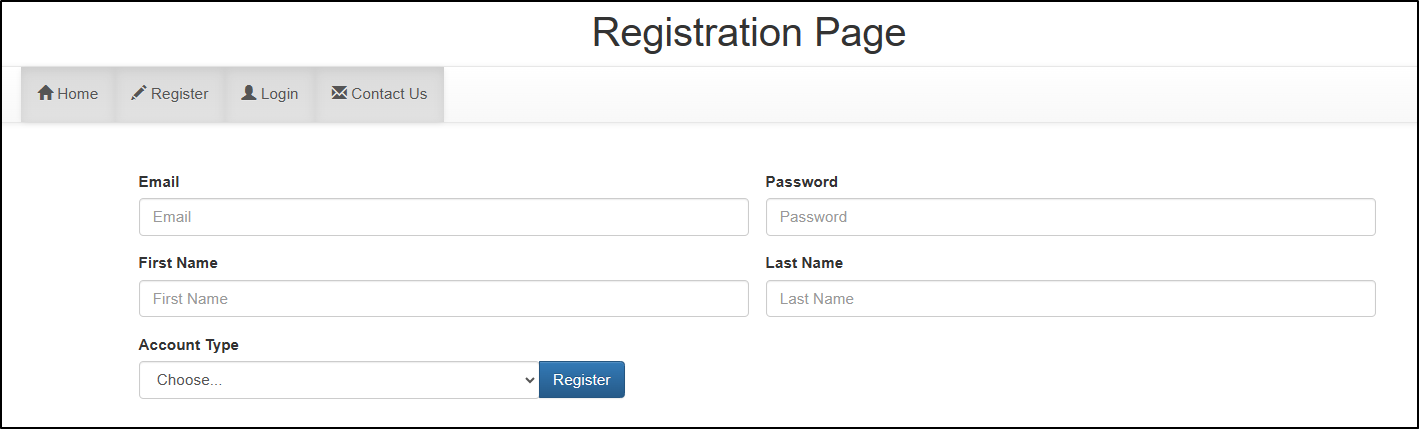 Registration Page
Home Register Login Contact Us
Email Password
Email Password
First Name Last Name
First Name Last Name
Account Type
Choose... Register